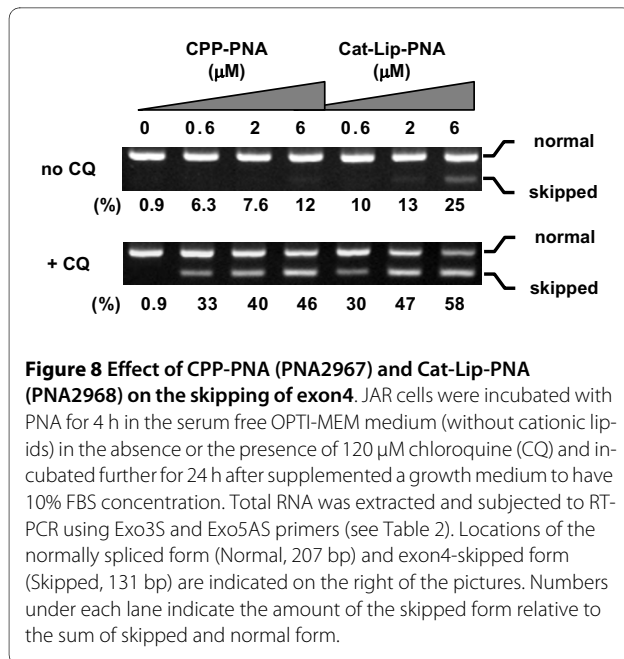 CPP-PNA Cat-Lip-PNA
(µM) (µM)
0 0.6 2 6 0.6 2 6
no CQ normal
skipped
(%) 0.9 6.3 7.6 12 10 13 25
+ CQ normal
skipped
(%) 0.9 33 40 46 30 47 58
Figure 8 Effect of CPP-PNA (PNA2967) and Cat-Lip-PNA
(PNA2968) on the skipping of exon4. JAR cells were incubated with
PNA for 4 h in the serum free OPTI-MEM medium (without cationic lip-
ids) in the absence or the presence of 120 µM chloroquine (CQ) and in-
cubated further for 24 h after supplemented a growth medium to have
10% FBS concentration. Total RNA was extracted and subjected to RT-
PCR using Exo3S and Exo5AS primers (see Table 2). Locations of the
normally spliced form (Normal, 207 bp) and exon4-skipped form
(Skipped, 131 bp) are indicated on the right of the pictures. Numbers
under each lane indicate the amount of the skipped form relative to
the sum of skipped and normal form.